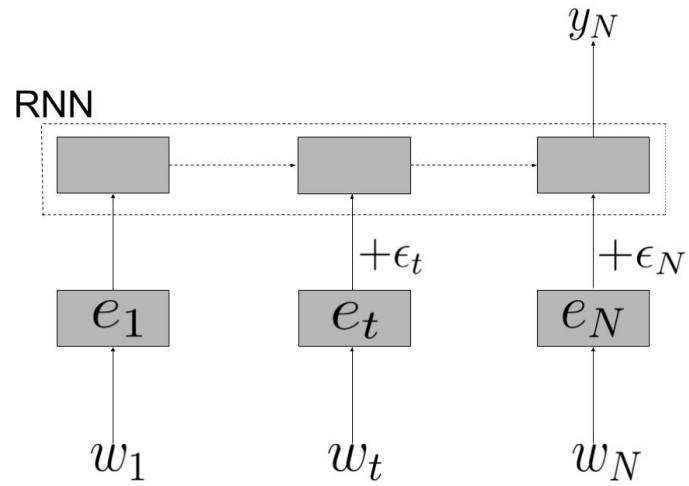 y_N
RNN
+ϵ_t +ϵ_N
e_1 e_t e_N
w_1 w_t w_N